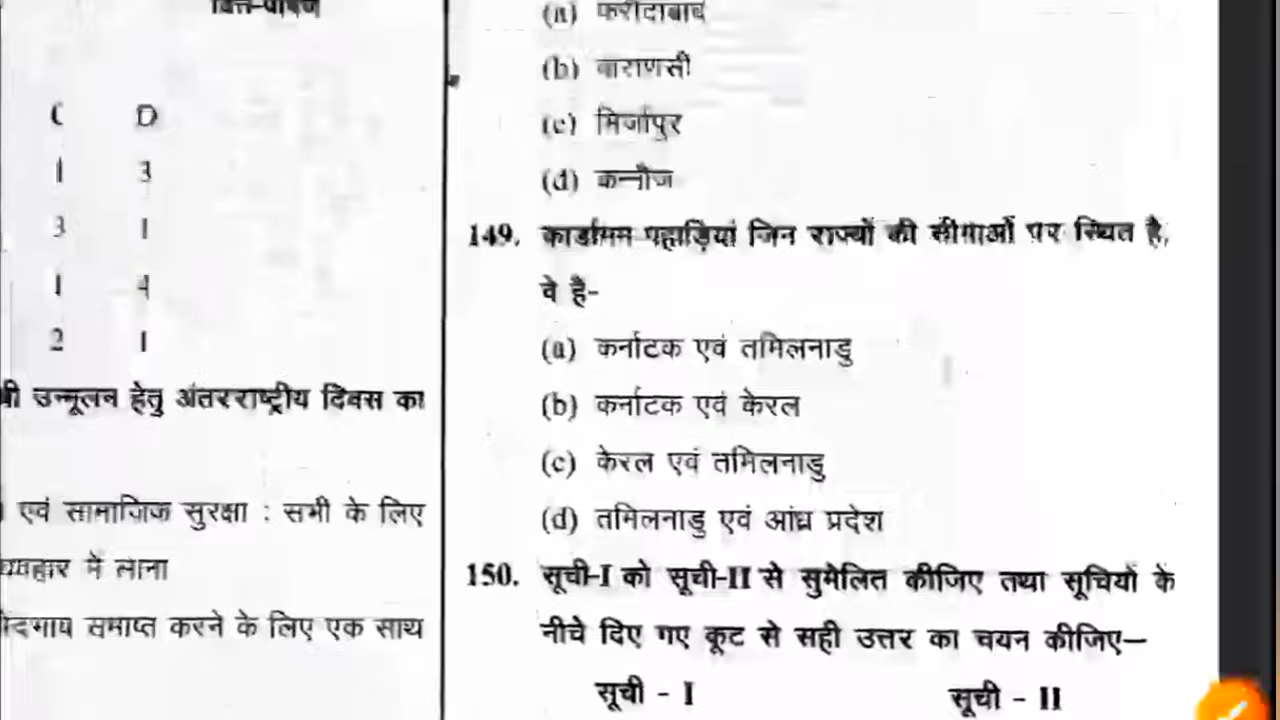 वित्त-पोषण
C D
1 3
3 1
1 4
2 1
उन्मूलन हेतु अंतरराष्ट्रीय दिवस का
एवं सामाजिक सुरक्षा : सभी के लिए
व्यवहार में लाना
समाप्त करने के लिए एक साथ
(a) फरीदाबाद
(b) वाराणसी
(c) मिर्जापुर
(d) कन्नौज
149. कार्डामम पहाड़ियां जिन राज्यों की सीमाओं पर स्थित है,
वे हैं-
(a) कर्नाटक एवं तमिलनाडु
(b) कर्नाटक एवं केरल
(c) केरल एवं तमिलनाडु
(d) तमिलनाडु एवं आंध्र प्रदेश
150. सूची-I को सूची-II से सुमेलित कीजिए तथा सूचियों के
नीचे दिए गए कूट से सही उत्तर का चयन कीजिए–
सूची - I सूची - II